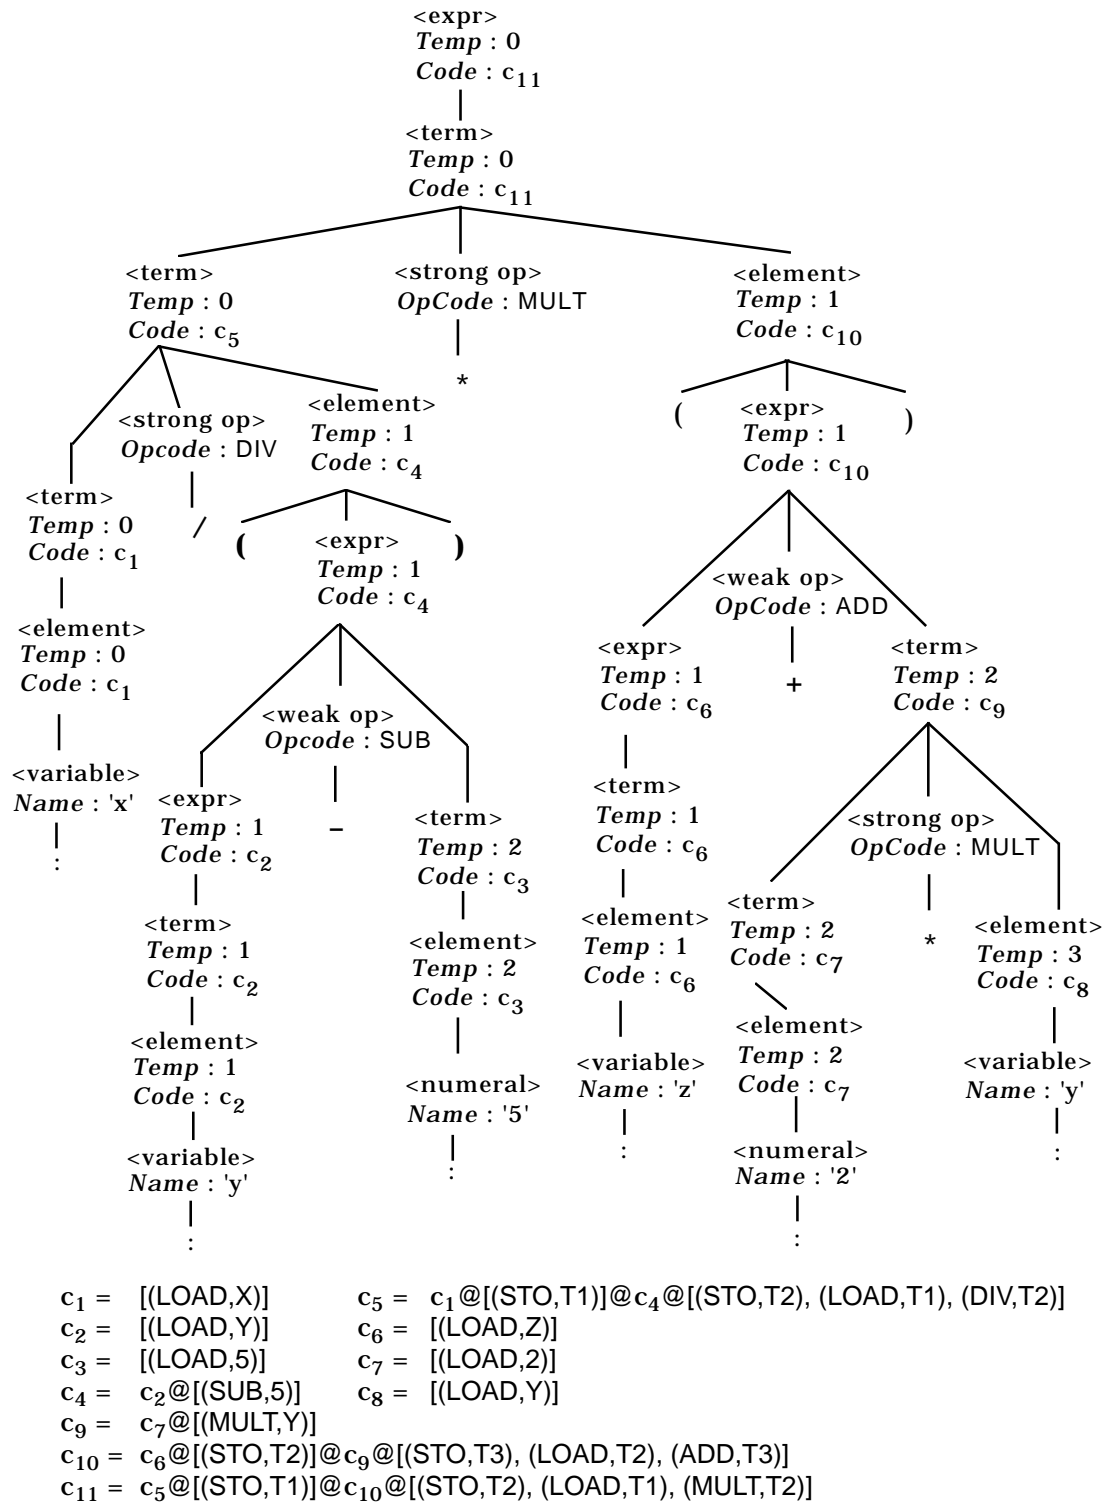 <expr>
Temp : 0
Code : c11
<term>
Temp : 0
Code : c11
<term>
Temp : 0
Code : c5
<strong op>
OpCode : MULT
*
<element>
Temp : 1
Code : c10
<term>
Temp : 0
Code : c1
<strong op>
Opcode : DIV
/
<element>
Temp : 1
Code : c4
(
<expr>
Temp : 1
Code : c10
)
<element>
Temp : 0
Code : c1
(
<expr>
Temp : 1
Code : c4
)
<expr>
Temp : 1
Code : c6
<weak op>
OpCode : ADD
+
<term>
Temp : 2
Code : c9
<variable>
Name : 'x'
:
<expr>
Temp : 1
Code : c2
<weak op>
Opcode : SUB
–
<term>
Temp : 2
Code : c3
<term>
Temp : 1
Code : c6
<term>
Temp : 2
Code : c7
<strong op>
OpCode : MULT
*
<element>
Temp : 3
Code : c8
<term>
Temp : 1
Code : c2
<element>
Temp : 2
Code : c3
<element>
Temp : 1
Code : c6
<element>
Temp : 2
Code : c7
<variable>
Name : 'y'
:
<element>
Temp : 1
Code : c2
<numeral>
Name : '5'
:
<variable>
Name : 'z'
:
<numeral>
Name : '2'
:
<variable>
Name : 'y'
:
c1 = [(LOAD,X)] c5 = c1@[(STO,T1)]@c4@[(STO,T2), (LOAD,T1), (DIV,T2)]
c2 = [(LOAD,Y)] c6 = [(LOAD,Z)]
c3 = [(LOAD,5)] c7 = [(LOAD,2)]
c4 = c2@[(SUB,5)] c8 = [(LOAD,Y)]
c9 = c7@[(MULT,Y)]
c10 = c6@[(STO,T2)]@c9@[(STO,T3), (LOAD,T2), (ADD,T3)]
c11 = c5@[(STO,T1)]@c10@[(STO,T2), (LOAD,T1), (MULT,T2)]